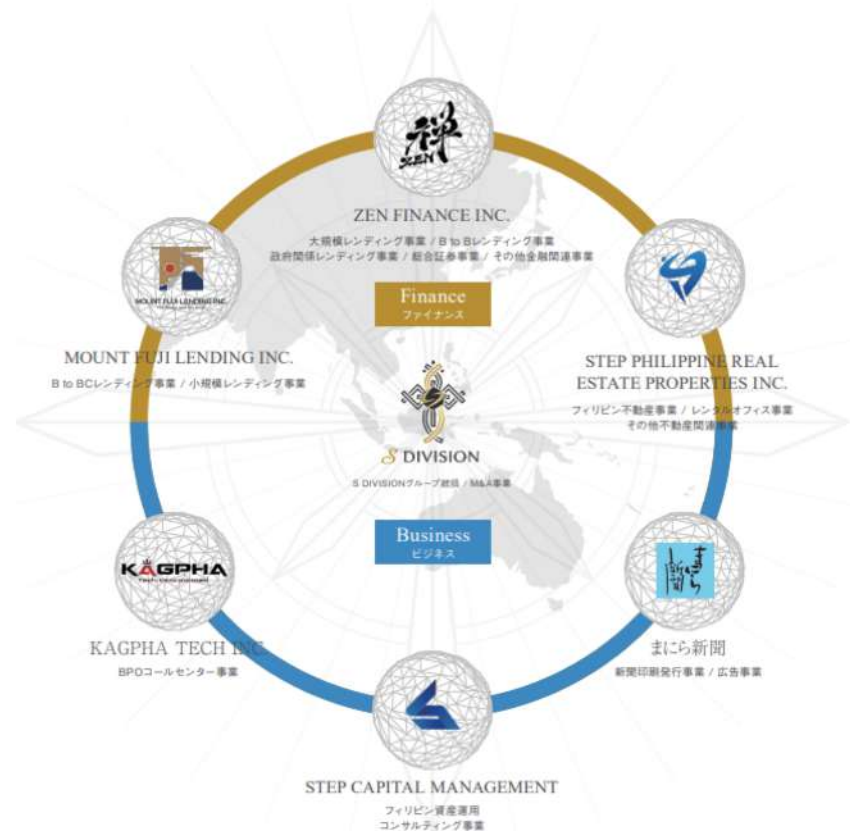 禅
ZEN
ZEN FINANCE INC.
大規模レンディング事業 / B to Bレンディング事業
政府関係レンディング事業 / 総合証券事業 / その他金融関連事業
Finance
ファイナンス
MOUNT FUJI LENDING INC.
MOUNT FUJI LENDING INC.
B to BCレンディング事業 / 小規模レンディング事業
STEP PHILIPPINE REAL
ESTATE PROPERTIES INC.
フィリピン不動産事業 / レンタルオフィス事業
その他不動産関連事業
S DIVISION
S DIVISIONグループ統括 / M&A事業
Business
ビジネス
KAGPHA
KAGPHA TECH INC.
BPOコールセンター事業
まにら新聞
まにら新聞
新聞印刷発行事業 / 広告事業
STEP CAPITAL MANAGEMENT
フィリピン資産運用
コンサルティング事業